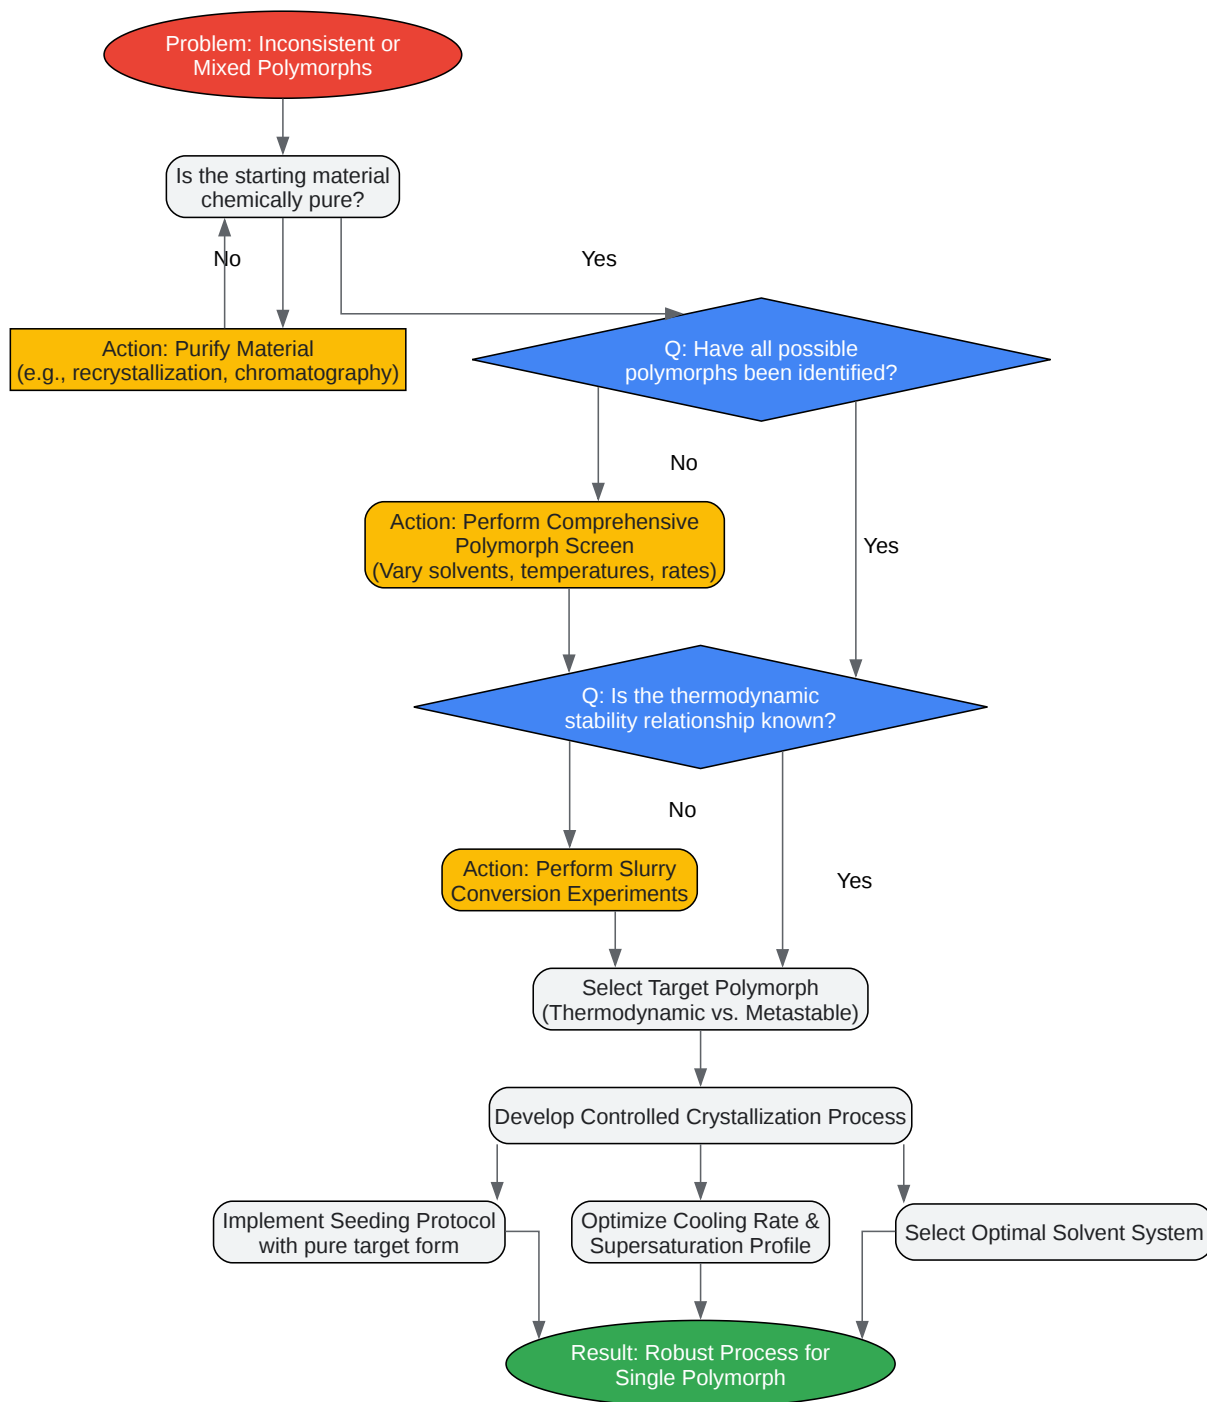 Problem: Inconsistent or
Mixed Polymorphs
Is the starting material
chemically pure?
No
Yes
Action: Purify Material
(e.g., recrystallization, chromatography)
Q: Have all possible
polymorphs been identified?
No
Action: Perform Comprehensive
Polymorph Screen
(Vary solvents, temperatures, rates)
Yes
Q: Is the thermodynamic
stability relationship known?
No
Action: Perform Slurry
Conversion Experiments
Yes
Select Target Polymorph
(Thermodynamic vs. Metastable)
Develop Controlled Crystallization Process
Implement Seeding Protocol
with pure target form
Optimize Cooling Rate &
Supersaturation Profile
Select Optimal Solvent System
Result: Robust Process for
Single Polymorph